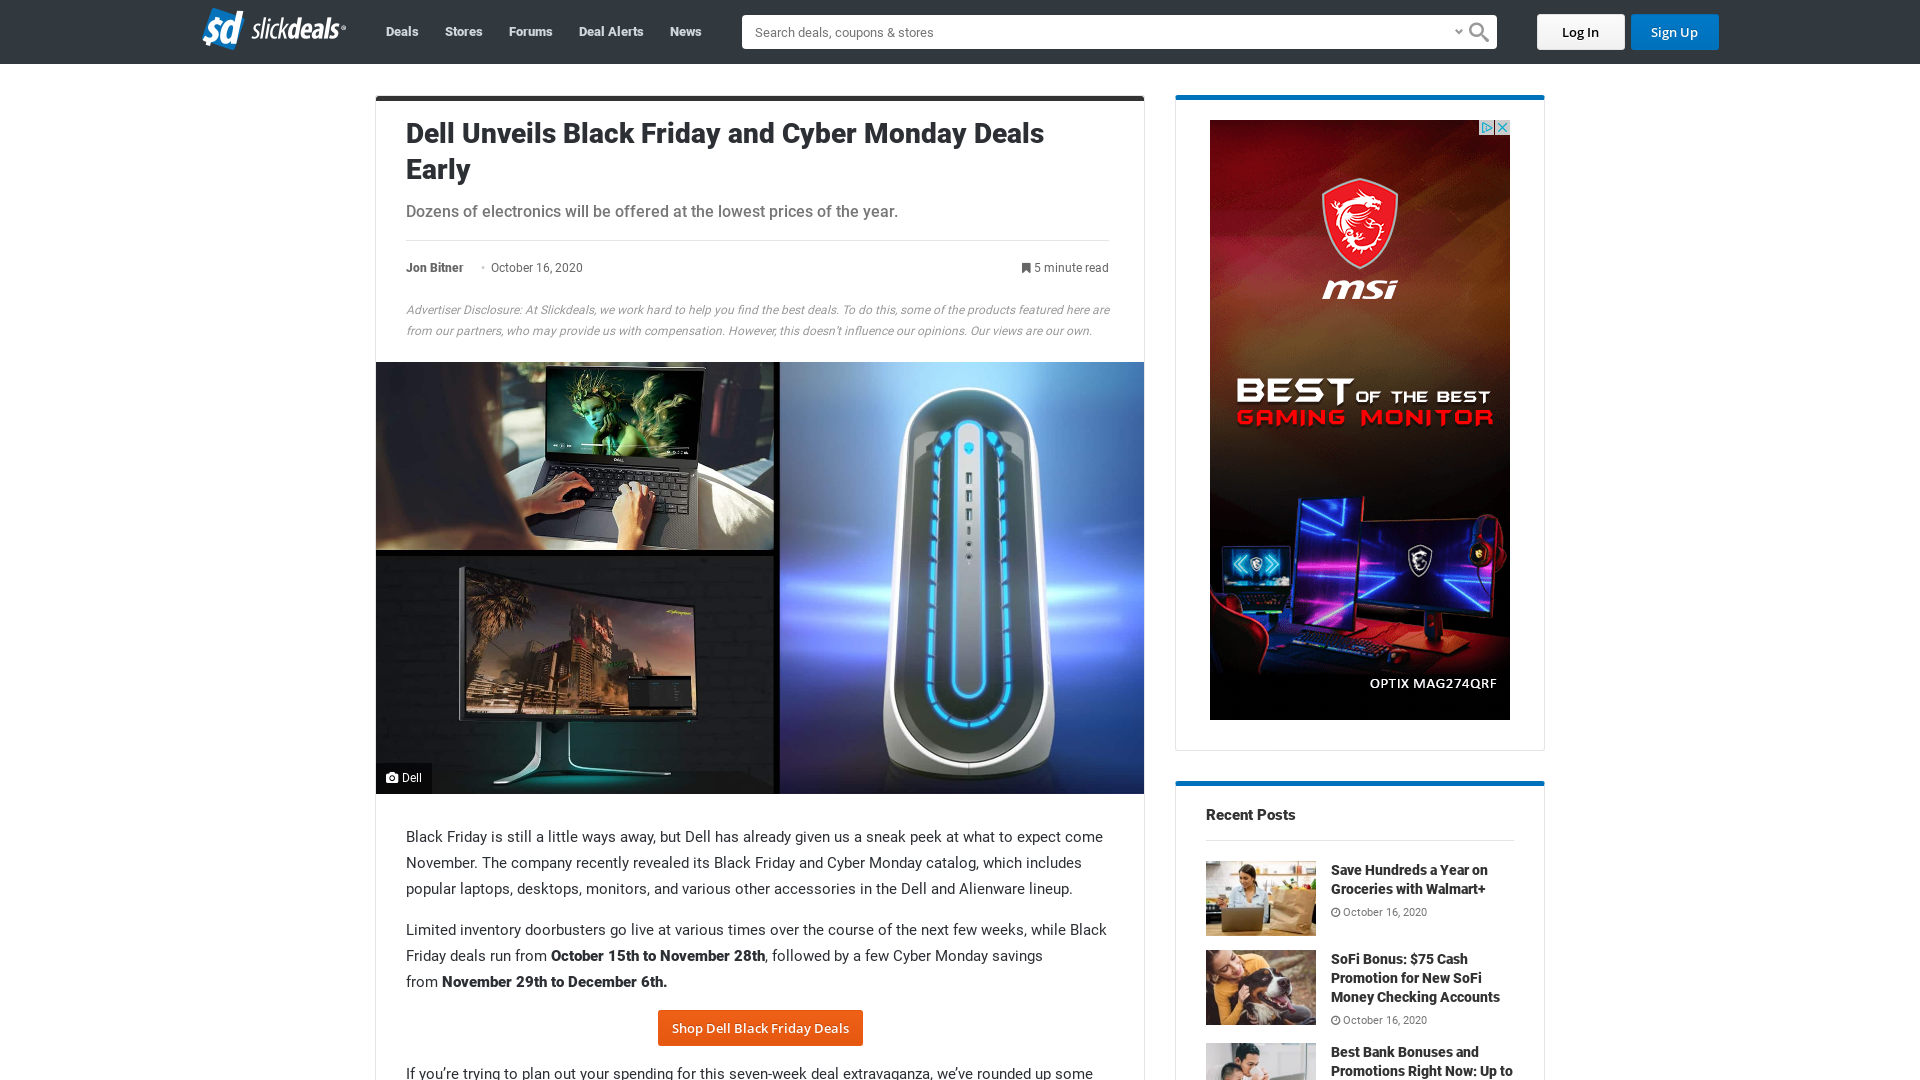 $d slickdeals
Deals
Stores
Forums
Deal Alerts
News
Search deals, coupons & studies
Log In
Sign Up
Dell Unveils Black Friday and Cyber Monday Deals
Early
Dozens of electronics will be offered at the lowest prices of the year.
Jon Bitner • October 16, 2020
5 minute read
Advertiser Disclosure: At Slickdeals, we work hard to help you find the best deals. To do this, some of the products featured here are
from our partners, who may provide us with compensation. However, this doesn't influence our opinions. Our views are our own.
Dell
Black Friday is still a little ways away, but Dell has already given us a sneak peek at what to expect come
November. The company recently revealed its Black Friday and Cyber Monday catalog, which includes
popular laptops, desktops, monitors, and various other accessories in the Dell and Alienware lineup.
Limited inventory doorbusters go live at various times over the course of the next few weeks, while Black
Friday deals run from October 15th to November 28th, followed by a few Cyber Monday savings
from November 29th to December 6th.
Shop Dell Black Friday Deals
If you’re trying to plan out your spending for this seven-week deal extravaganza, we’ve rounded up some
msi
BEST OF THE BEST
GAMING MONITOR
OPTIX MAG274QRF
Recent Posts
Save Hundreds a Year on
Groceries with Walmart+
October 16, 2020
SoFi Bonus: $75 Cash
Promotion for New SoFi
Money Checking Accounts
October 16, 2020
Best Bank Bonuses and
Promotions Right Now: Up to